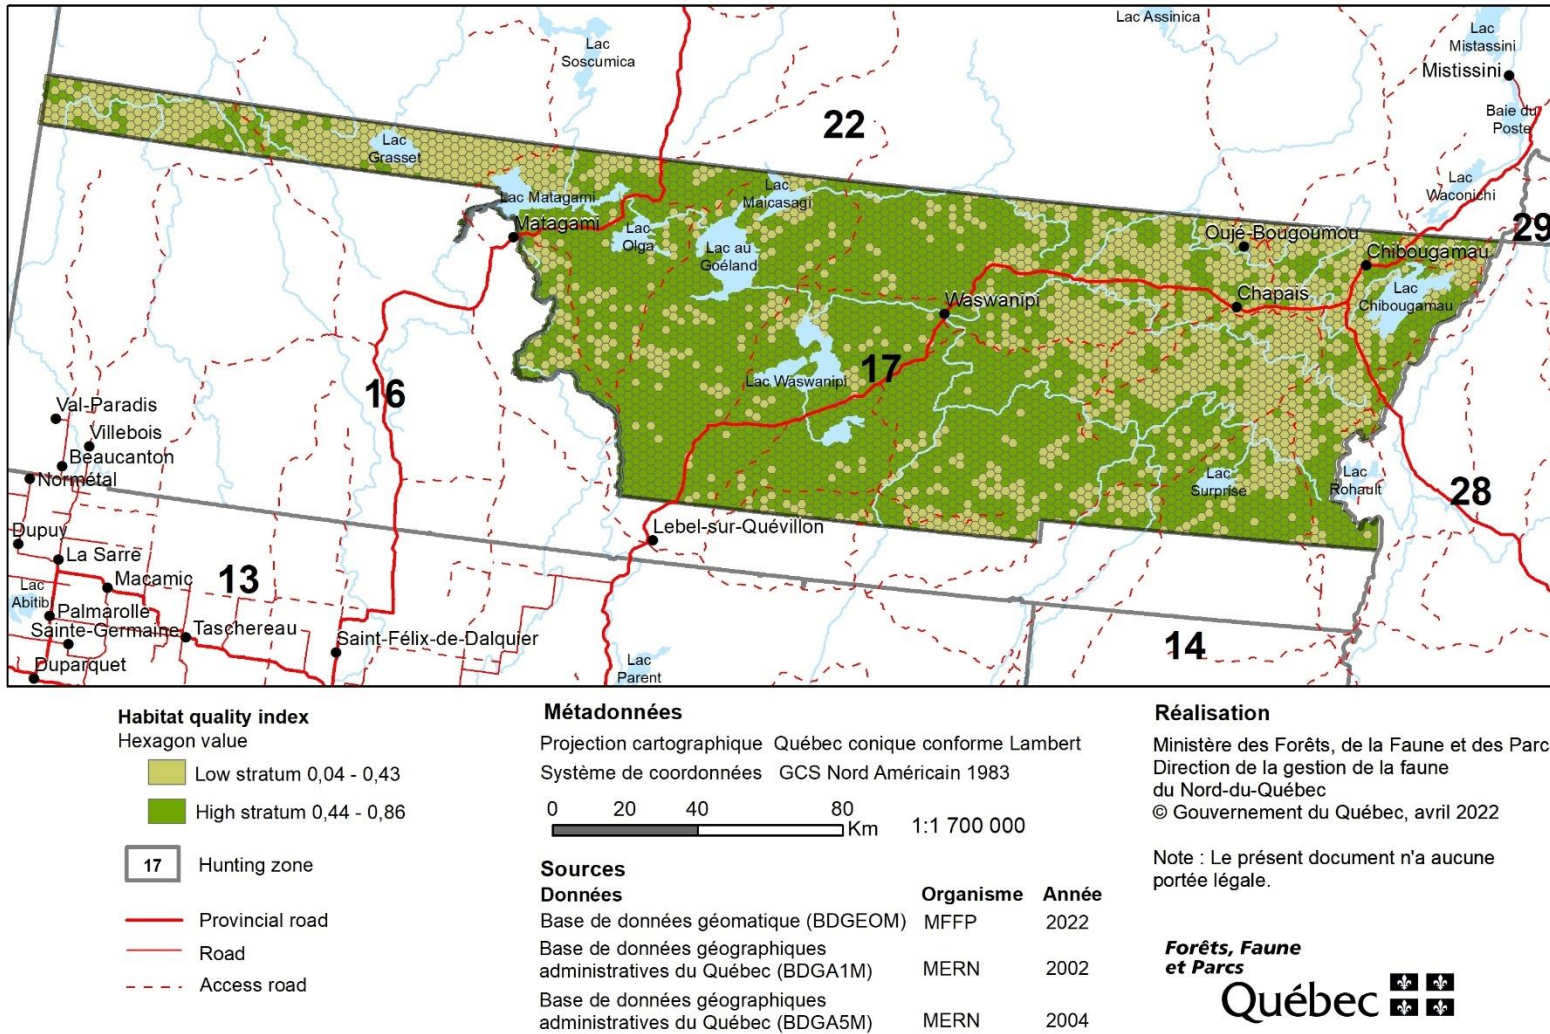 Lac Assinica
Lac
Mistassini
Lac
Soscumica
Mistissini
Baie du
Poste
22
Lac
Grasset
Lac
Waconichi
Lac Matagami
Lac
Maicasagi
29
Matagami
Lac
Olga
Lac au
Goéland
Oujé-Bougoumou
Chibougamau
Lac
Chibougamau
Waswanipi
Chapais
17
Lac Waswanipi
16
Val-Paradis
Villebois
Beaucanton
Normétal
Lac
Surprise
Lac
Rohault
28
Dupuy
Lebel-sur-Quévillon
La Sarre
Macamic
13
Lac
Abitibi
Palmarolle
Sainte-Germaine
Taschereau
Saint-Félix-de-Dalquier
14
Duparquet
Lac
Parent
Habitat quality index
Hexagon value
Low stratum 0,04 - 0,43
High stratum 0,44 - 0,86
17 Hunting zone
Provincial road
Road
Access road
Métadonnées
Projection cartographique Québec conique conforme Lambert
Système de coordonnées GCS Nord Américain 1983
0 20 40 80
Km 1:1 700 000
Sources
Données Organisme Année
Base de données géomatique (BDGEOM) MFFP 2022
Base de données géographiques
administratives du Québec (BDGA1M) MERN 2002
Base de données géographiques
administratives du Québec (BDGA5M) MERN 2004
Réalisation
Ministère des Forêts, de la Faune et des Parc
Direction de la gestion de la faune
du Nord-du-Québec
© Gouvernement du Québec, avril 2022
Note : Le présent document n'a aucune
portée légale.
Forêts, Faune
et Parcs
Québec